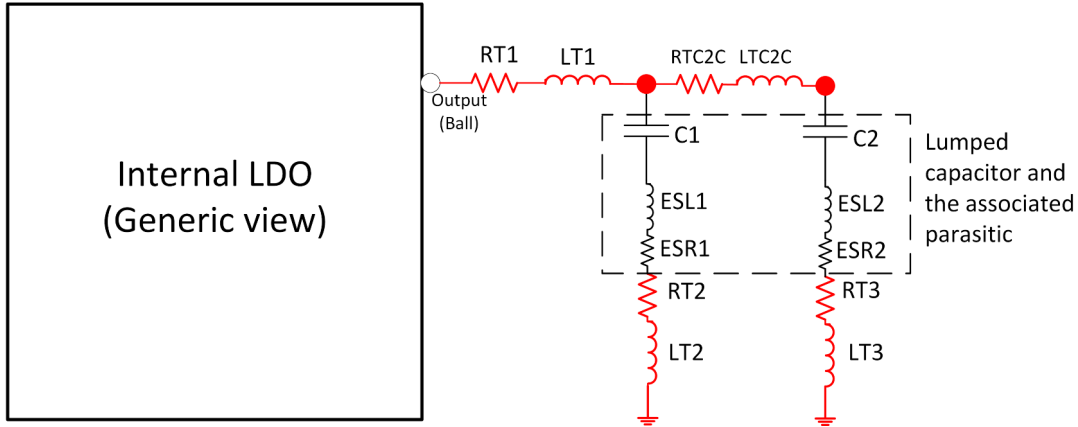 Internal LDO
(Generic view)
Output
(Ball)
RT1
LT1
RTC2C
LTC2C
C1
ESL1
ESR1
RT2
LT2
C2
ESL2
ESR2
RT3
LT3
Lumped
capacitor and
the associated
parasitic